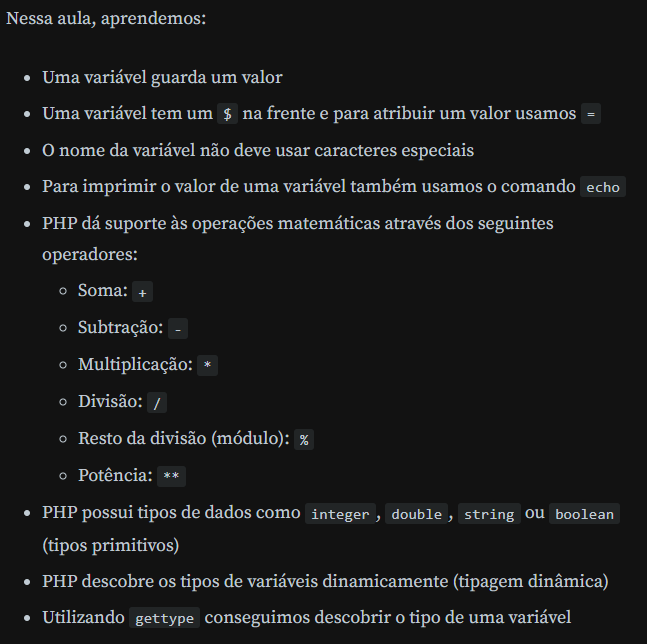 Nessa aula, aprendemos:
• Uma variável guarda um valor
• Uma variável tem um $ na frente e para atribuir um valor usamos =
• O nome da variável não deve usar caracteres especiais
• Para imprimir o valor de uma variável também usamos o comando echo
• PHP dá suporte às operações matemáticas através dos seguintes
operadores:
◦ Soma: +
◦ Subtração: -
◦ Multiplicação: *
◦ Divisão: /
◦ Resto da divisão (módulo): %
◦ Potência: **
• PHP possui tipos de dados como integer, double, string ou boolean
(tipos primitivos)
• PHP descobre os tipos de variáveis dinamicamente (tipagem dinâmica)
• Utilizando gettype conseguimos descobrir o tipo de uma variável